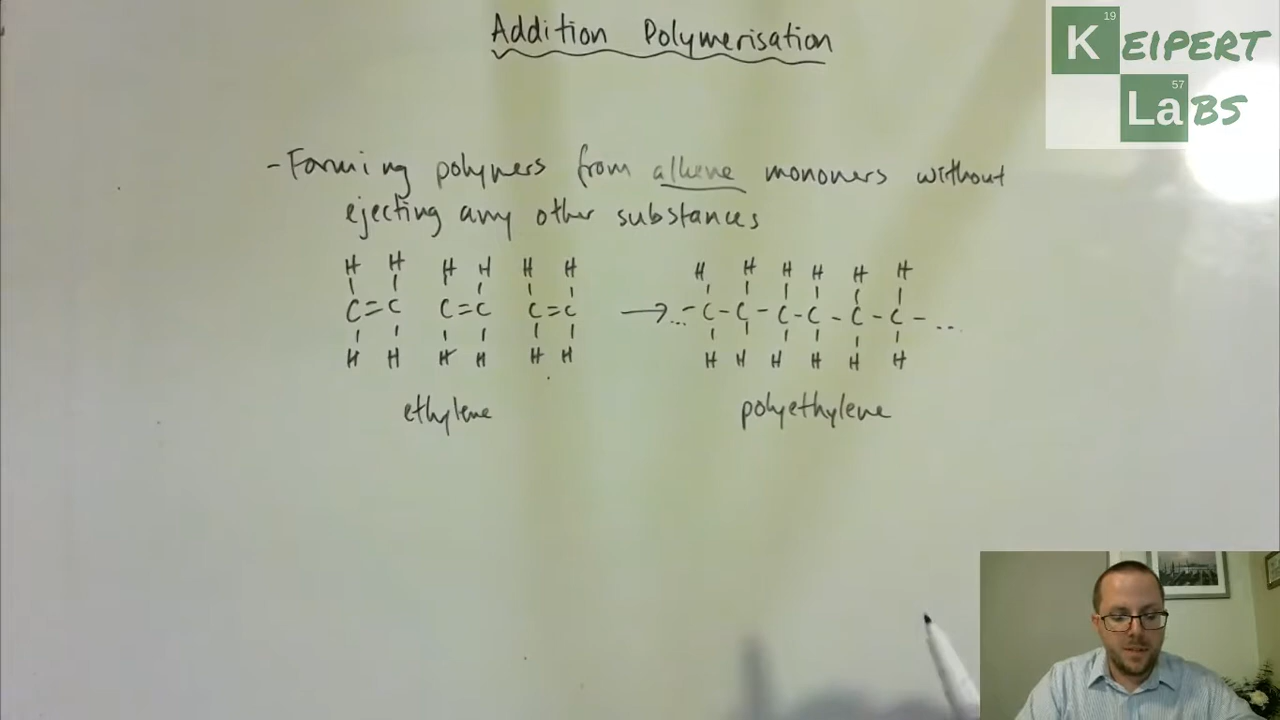 Addition Polymerisation
19
KEIPERT
57
LaBS
- Forming polymers from alkene monomers without
ejecting any other substances
H H H H H H H H H H H H
C=C C=C C=C → ...-C-C-C-C-C-C-...
H H H H H H H H H H H H
ethylene polyethylene